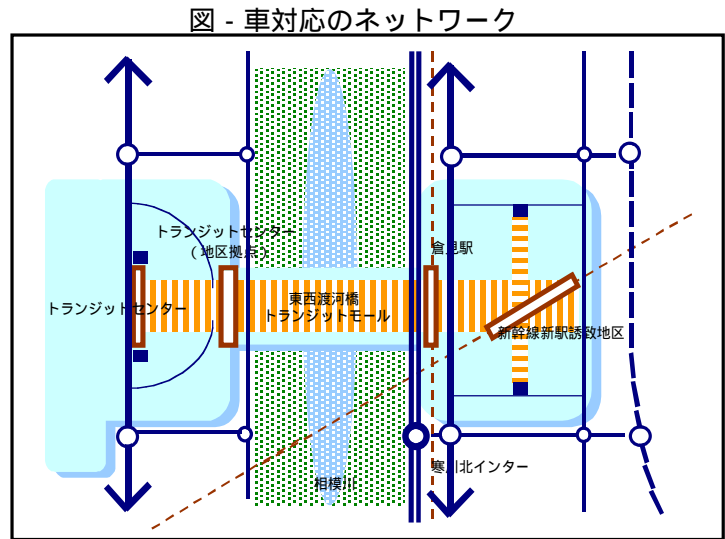 図 - 車対応のネットワーク
トランジットセンター
（地区拠点）
倉見駅
トランジットセンター
東西渡河橋
トランジットモール
新幹線新駅誘致地区
寒川北インター
相模川